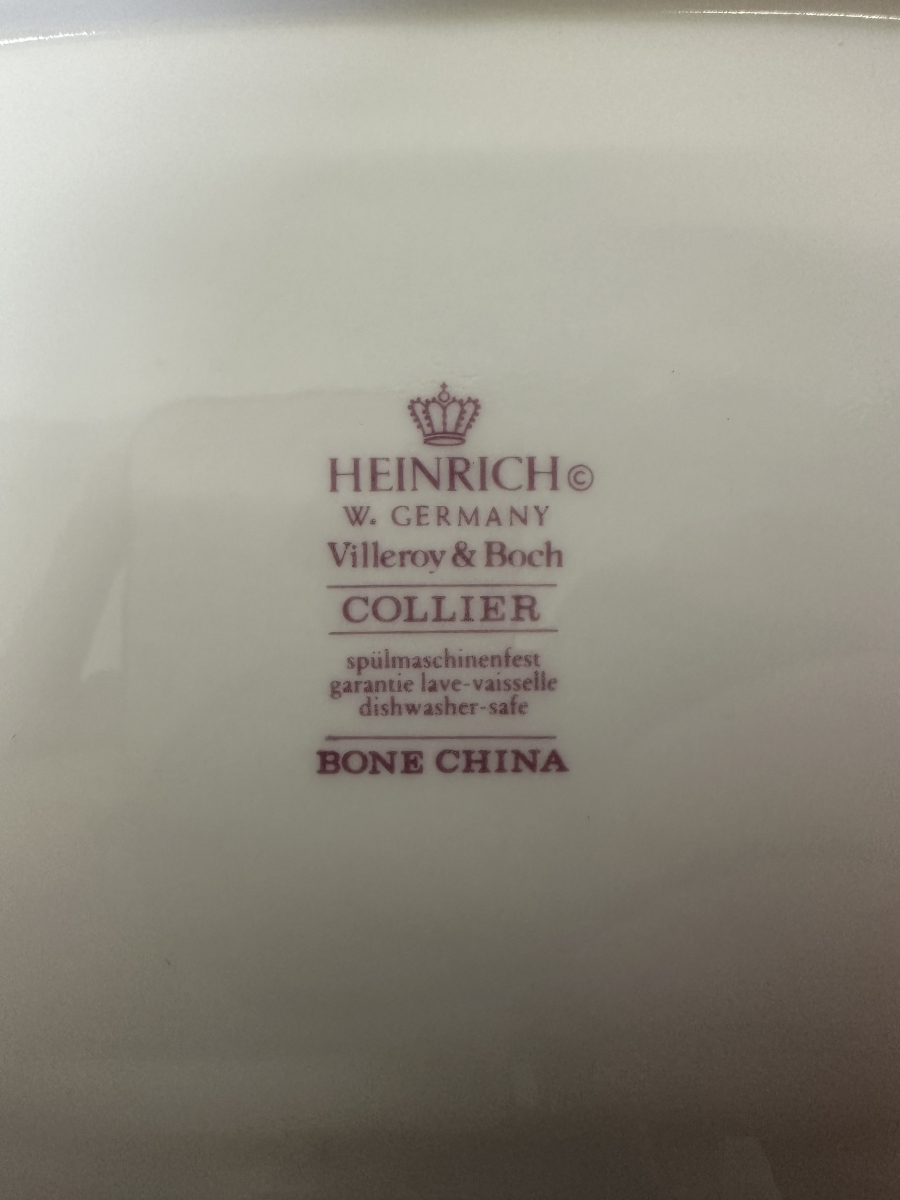 HEINRICH©
W. GERMANY
Villeroy & Boch
COLLIER
spülmaschinenfest
garantie lave-vaisselle
dishwasher-safe
BONE CHINA